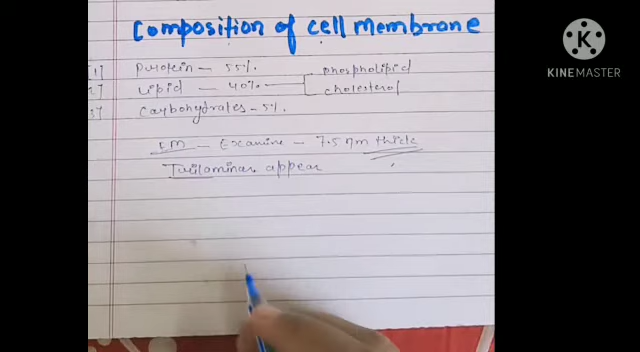 Composition of cell Membrane
[1] Protein — 55%.
2] Lipid — 40% — phospholipid
cholesterol
3] Carbohydrates - 5%.
EM — Examine — 7.5 nm thick
Trilaminar appear
KINEMASTER